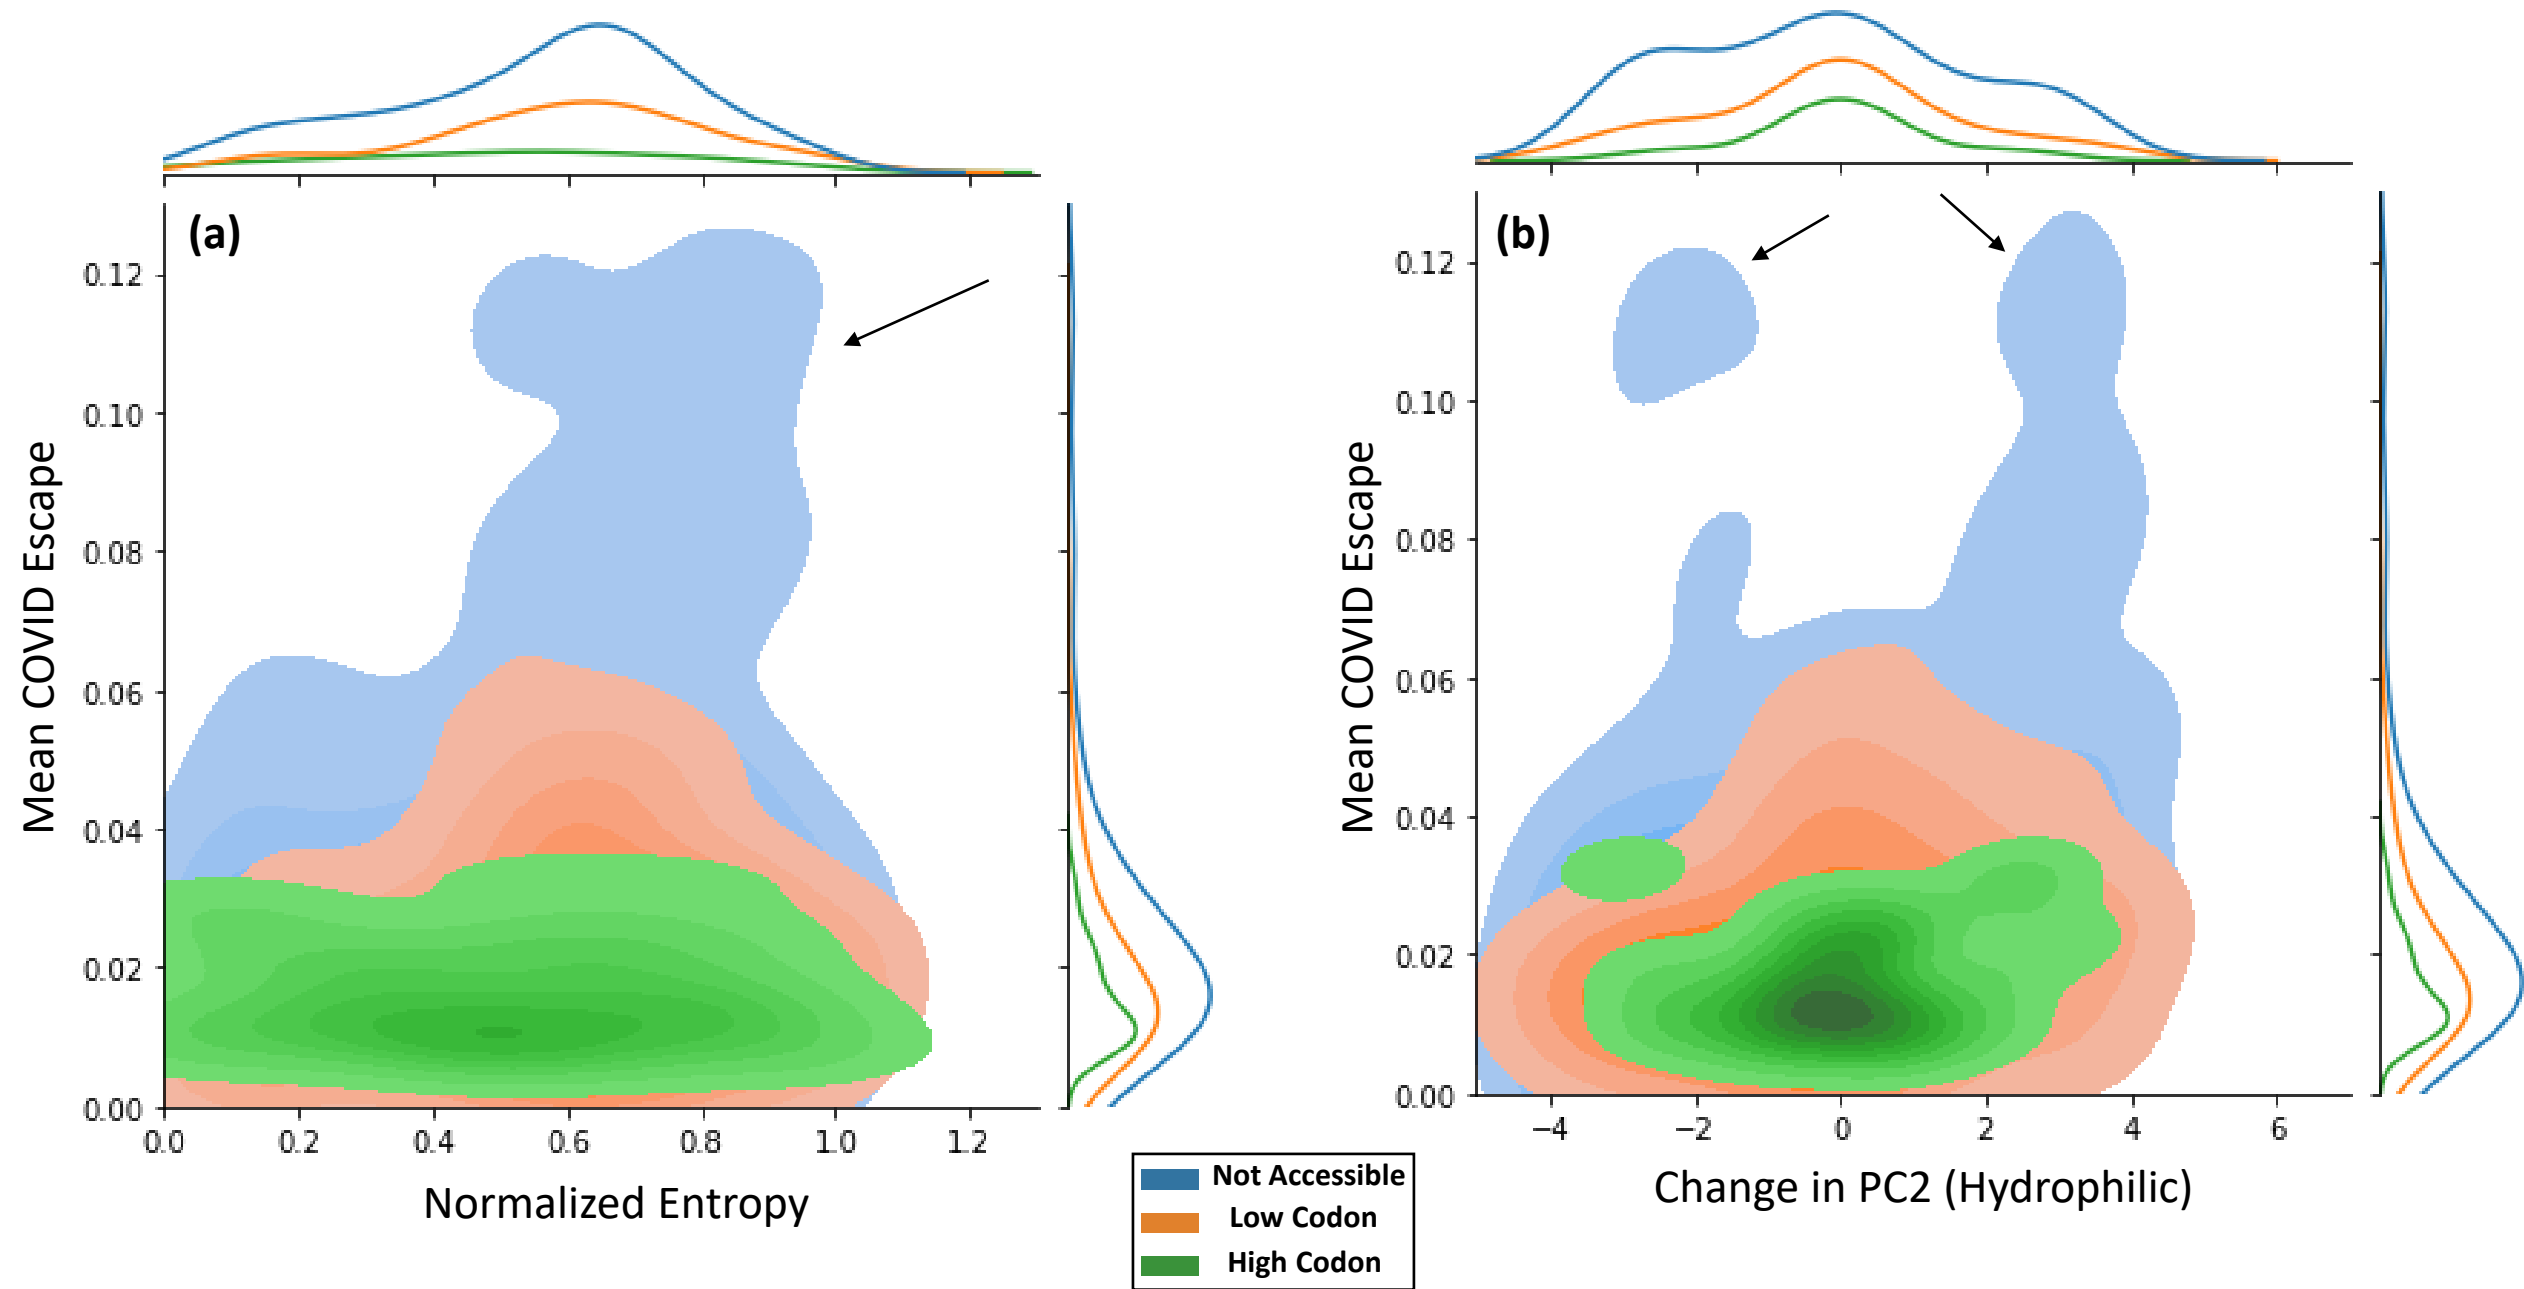 (a)
0.12
0.10
0.08
0.06
0.04
0.02
0.00
Mean COVID Escape
0.0 0.2 0.4 0.6 0.8 1.0 1.2
Normalized Entropy
(b)
0.12
0.10
0.08
0.06
0.04
0.02
0.00
Mean COVID Escape
−4 −2 0 2 4 6
Change in PC2 (Hydrophilic)
Not Accessible
Low Codon
High Codon